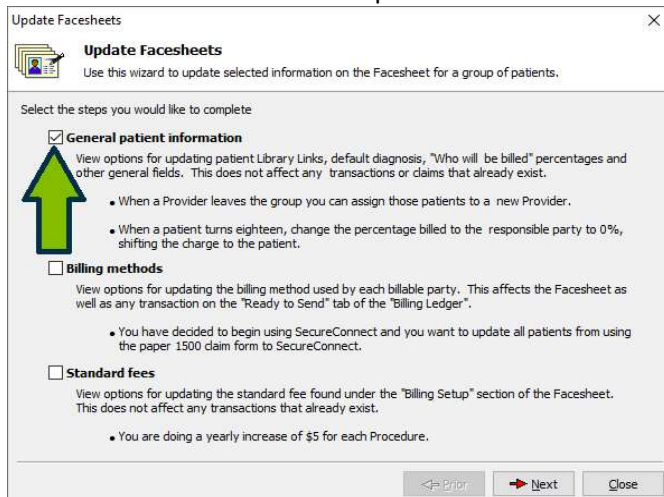 Update Facesheets
Update Facesheets
Use this wizard to update selected information on the Facesheet for a group of patients.
Select the steps you would like to complete
General patient information
View options for updating patient Library Links, default diagnosis, "Who will be billed" percentages and
other general fields. This does not affect any transactions or claims that already exist.
• When a Provider leaves the group you can assign those patients to a new Provider.
• When a patient turns eighteen, change the percentage billed to the responsible party to 0%,
shifting the charge to the patient.
Billing methods
View options for updating the billing method used by each billable party. This affects the Facesheet as
well as any transaction on the "Ready to Send" tab of the "Billing Ledger".
• You have decided to begin using SecureConnect and you want to update all patients from using
the paper 1500 claim form to SecureConnect.
Standard fees
View options for updating the standard fee found under the "Billing Setup" section of the Facesheet.
This does not affect any transactions that already exist.
• You are doing a yearly increase of $5 for each Procedure.
Prior Next Close